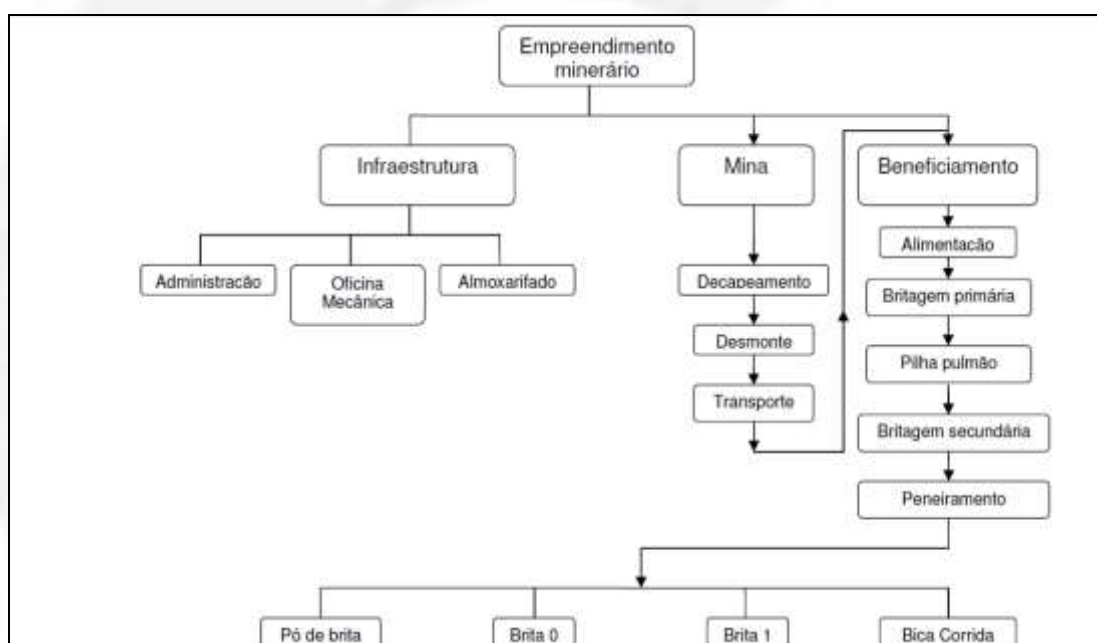 Empreendimento
minerário
Infraestrutura
Mina
Beneficiamento
Administracão
Oficina
Mecânica
Almoxarifado
Decapeamento
Desmonte
Transporte
Alimentacão
Britagem primária
Pilha pulmão
Britagem secundária
Peneiramento
Pó de brita
Brita 0
Brita 1
Bica Corrida